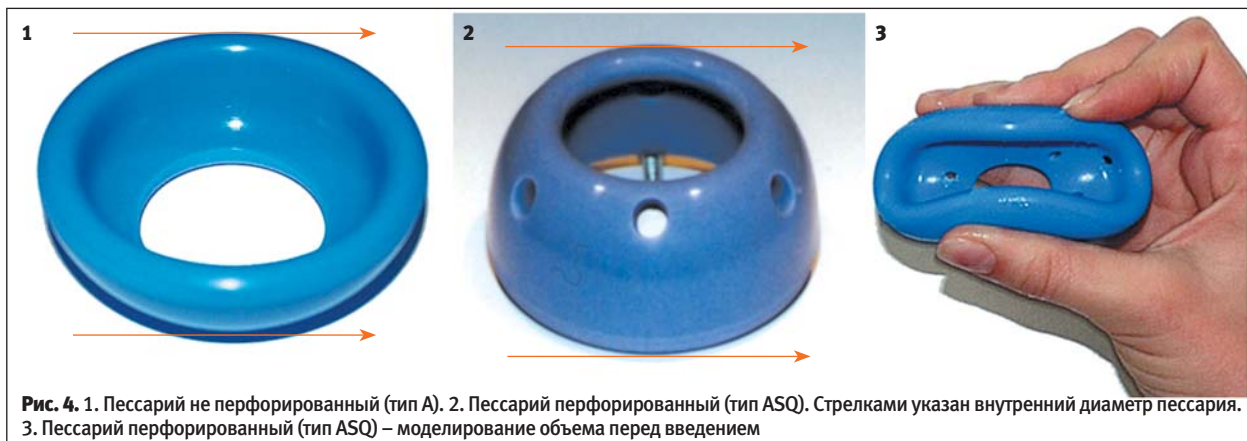 1
2
3
Рис. 4. 1. Пессарий не перфорированный (тип А). 2. Пессарий перфорированный (тип ASQ). Стрелками указан внутренний диаметр пессария.
3. Пессарий перфорированный (тип ASQ) – моделирование объема перед введением